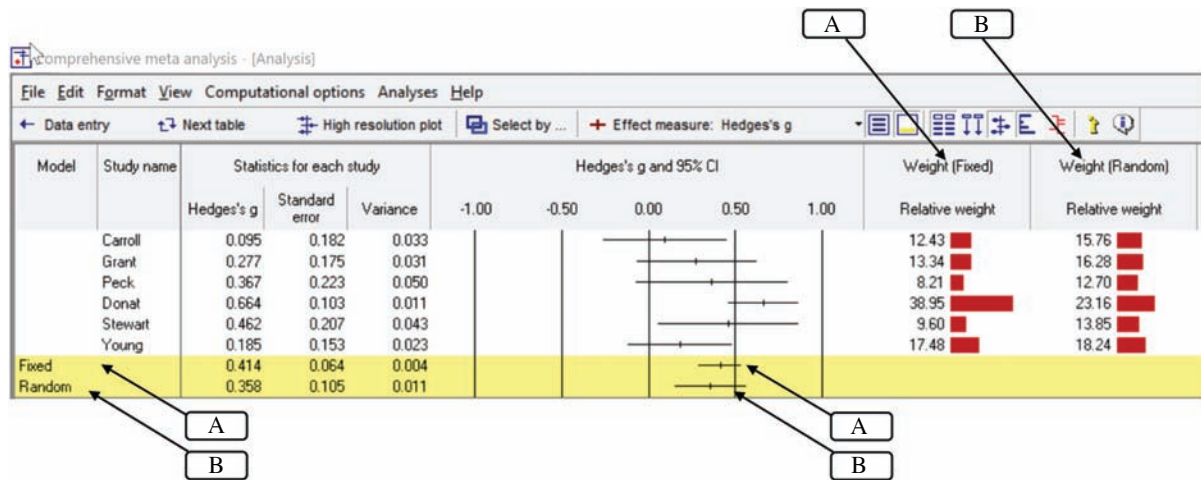 A B
Comprehensive meta analysis - [Analysis]
File Edit Format View Computational options Analyses Help
Data entry Next table High resolution plot Select by ... Effect measure: Hedges's g
Model Study name Statistics for each study Hedges's g and 95% CI Weight (Fixed) Weight (Random)
Hedges's g Standard error Variance -1.00 -0.50 0.00 0.50 1.00 Relative weight Relative weight
Carroll 0.095 0.182 0.033 12.43 15.76
Grant 0.277 0.175 0.031 13.34 16.28
Peck 0.367 0.223 0.050 8.21 12.70
Donat 0.664 0.103 0.011 38.95 23.16
Stewart 0.462 0.207 0.043 9.60 13.85
Young 0.185 0.153 0.023 17.48 18.24
Fixed 0.414 0.064 0.004
Random 0.358 0.105 0.011
A A
B B